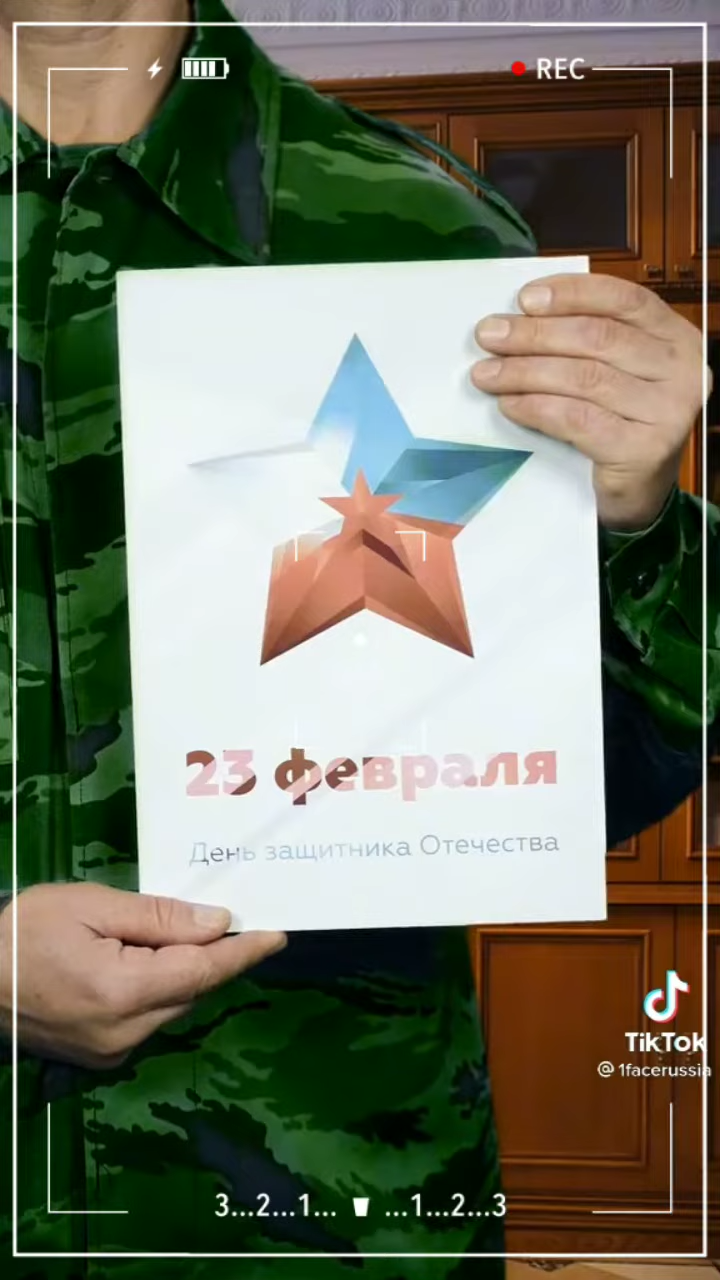 REC
23 февраля
День защитника Отечества
TikTok
@1facerussia
3...2...1... ...1...2...3